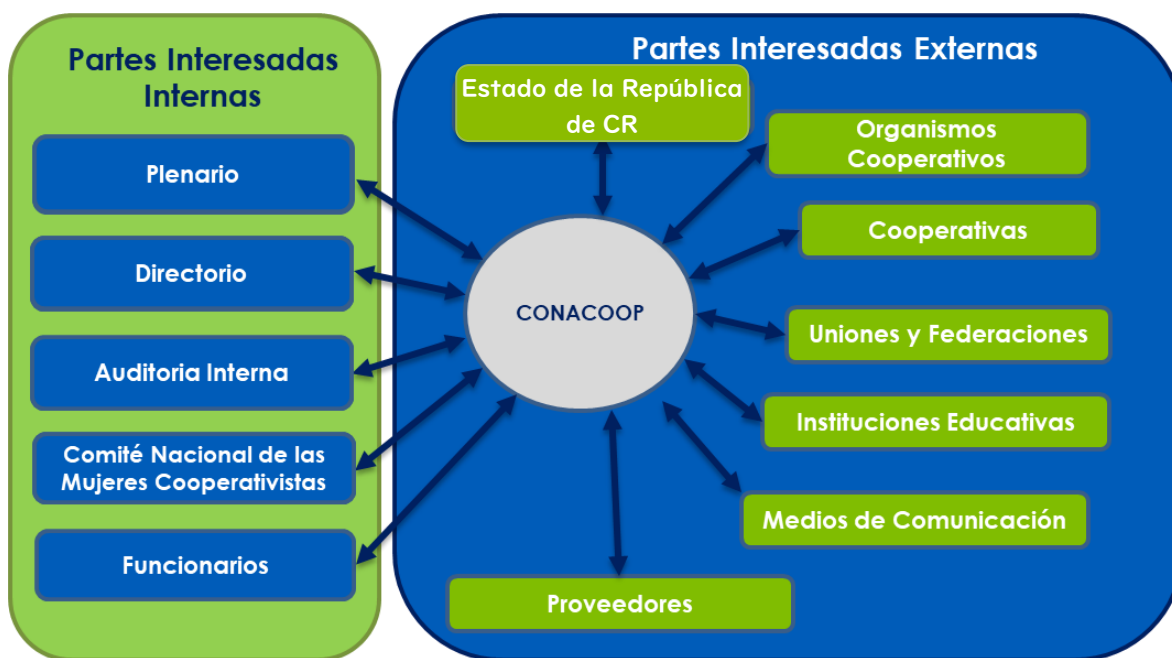 Partes Interesadas
Internas
Plenario
Directorio
Auditoria Interna
Comité Nacional de las
Mujeres Cooperativistas
Funcionarios
Partes Interesadas Externas
Estado de la República
de CR
Organismos
Cooperativos
Cooperativas
CONACOOP
Uniones y Federaciones
Instituciones Educativas
Medios de Comunicación
Proveedores